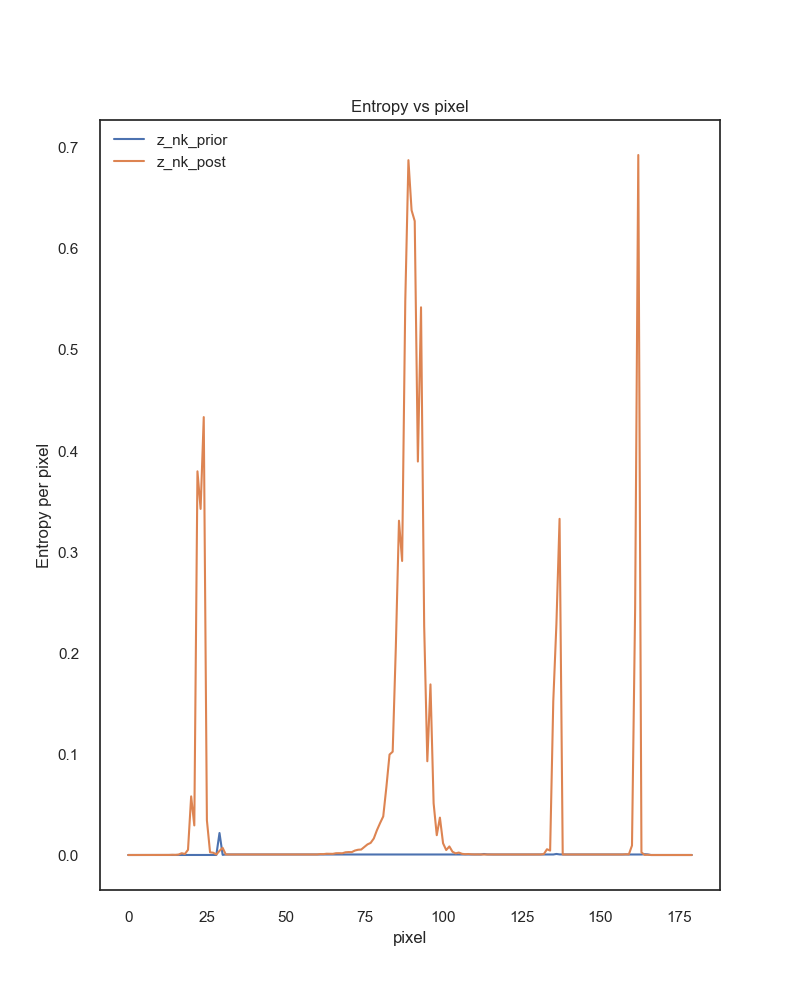 Entropy vs pixel
z_nk_prior
z_nk_post
0.7
0.6
0.5
0.4
0.3
0.2
0.1
0.0
Entropy per pixel
0 25 50 75 100 125 150 175
pixel